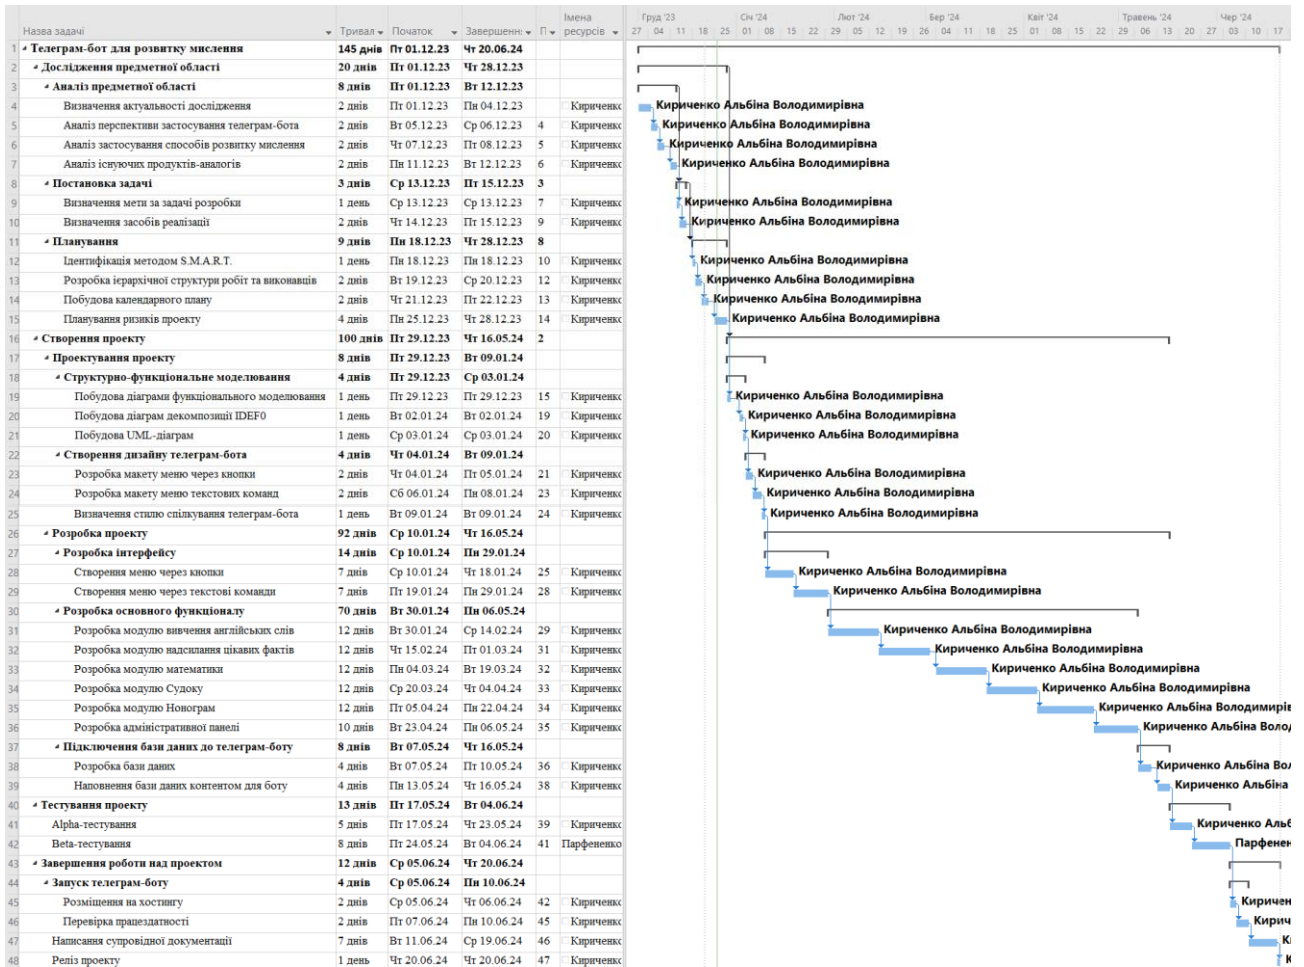 Груд '23 Січ '24 Лют '24 Бер '24 Квіт '24 Травень '24 Чер '24
Назва задачі Тривал Початок Завершенн П Імена ресурсів 27 04 11 18 25 01 08 15 22 29 05 12 19 26 04 11 18 25 01 08 15 22 29 06 13 20 27 03 10 17
1 Телеграм-бот для розвитку мислення 145 днів Пт 01.12.23 Чт 20.06.24
2 Дослідження предметної області 20 днів Пт 01.12.23 Чт 28.12.23
3 Аналіз предметної області 8 днів Пт 01.12.23 Вт 12.12.23
4 Визначення актуальності дослідження 2 днів Пт 01.12.23 Пн 04.12.23 Кириченко Кириченко Альбіна Володимирівна
5 Аналіз перспективи застосування телеграм-бота 2 днів Вт 05.12.23 Ср 06.12.23 4 Кириченко Кириченко Альбіна Володимирівна
6 Аналіз застосування способів розвитку мислення 2 днів Чт 07.12.23 Пт 08.12.23 5 Кириченко Кириченко Альбіна Володимирівна
7 Аналіз існуючих продуктів-аналогів 2 днів Пн 11.12.23 Вт 12.12.23 6 Кириченко Кириченко Альбіна Володимирівна
8 Постановка задачі 3 днів Ср 13.12.23 Пт 15.12.23 3
9 Визначення мети за задачі розробки 1 день Ср 13.12.23 Ср 13.12.23 7 Кириченко Кириченко Альбіна Володимирівна
10 Визначення засобів реалізації 2 днів Чт 14.12.23 Пт 15.12.23 9 Кириченко Кириченко Альбіна Володимирівна
11 Планування 9 днів Пн 18.12.23 Чт 28.12.23 8
12 Ідентифікація методом S.M.A.R.T. 1 день Пн 18.12.23 Пн 18.12.23 10 Кириченко Кириченко Альбіна Володимирівна
13 Розробка ієрархічної структури робіт та виконавців 2 днів Вт 19.12.23 Ср 20.12.23 12 Кириченко Кириченко Альбіна Володимирівна
14 Побудова календарного плану 2 днів Чт 21.12.23 Пт 22.12.23 13 Кириченко Кириченко Альбіна Володимирівна
15 Планування ризиків проекту 4 днів Пн 25.12.23 Чт 28.12.23 14 Кириченко Кириченко Альбіна Володимирівна
16 Створення проекту 100 днів Пт 29.12.23 Чт 16.05.24 2
17 Проектування проекту 8 днів Пт 29.12.23 Вт 09.01.24
18 Структурно-функціональне моделювання 4 днів Пт 29.12.23 Ср 03.01.24
19 Побудова діаграми функціонального моделювання 1 день Пт 29.12.23 Пт 29.12.23 15 Кириченко Кириченко Альбіна Володимирівна
20 Побудова діаграм декомпозиції IDEF0 1 день Вт 02.01.24 Вт 02.01.24 19 Кириченко Кириченко Альбіна Володимирівна
21 Побудова UML-діаграм 1 день Ср 03.01.24 Ср 03.01.24 20 Кириченко Кириченко Альбіна Володимирівна
22 Створення дизайну телеграм-бота 4 днів Чт 04.01.24 Вт 09.01.24
23 Розробка макету меню через кнопки 2 днів Чт 04.01.24 Пт 05.01.24 21 Кириченко Кириченко Альбіна Володимирівна
24 Розробка макету меню текстових команд 2 днів Сб 06.01.24 Пн 08.01.24 23 Кириченко Кириченко Альбіна Володимирівна
25 Визначення стилю спілкування телеграм-бота 1 день Вт 09.01.24 Вт 09.01.24 24 Кириченко Кириченко Альбіна Володимирівна
26 Розробка проекту 92 днів Ср 10.01.24 Чт 16.05.24
27 Розробка інтерфейсу 14 днів Ср 10.01.24 Пн 29.01.24
28 Створення меню через кнопки 7 днів Ср 10.01.24 Чт 18.01.24 25 Кириченко Кириченко Альбіна Володимирівна
29 Створення меню через текстові команди 7 днів Пт 19.01.24 Пн 29.01.24 28 Кириченко Кириченко Альбіна Володимирівна
30 Розробка основного функціоналу 70 днів Вт 30.01.24 Пн 06.05.24
31 Розробка модулю вивчення англійських слів 12 днів Вт 30.01.24 Ср 14.02.24 29 Кириченко Кириченко Альбіна Володимирівна
32 Розробка модулю надсилання цікавих фактів 12 днів Чт 15.02.24 Пт 01.03.24 31 Кириченко Кириченко Альбіна Володимирівна
33 Розробка модулю математики 12 днів Пн 04.03.24 Вт 19.03.24 32 Кириченко Кириченко Альбіна Володимирівна
34 Розробка модулю Судоку 12 днів Ср 20.03.24 Чт 04.04.24 33 Кириченко Кириченко Альбіна Володимирівна
35 Розробка модулю Нонограм 12 днів Пт 05.04.24 Пн 22.04.24 34 Кириченко Кириченко Альбіна Володимирів
36 Розробка адміністративної панелі 10 днів Вт 23.04.24 Пн 06.05.24 35 Кириченко Кириченко Альбіна Волод
37 Підключення бази даних до телеграм-боту 8 днів Вт 07.05.24 Чт 16.05.24
38 Розробка бази даних 4 днів Вт 07.05.24 Пт 10.05.24 36 Кириченко Кириченко Альбіна Вол
39 Наповнення бази даних контентом для боту 4 днів Пн 13.05.24 Чт 16.05.24 38 Кириченко Кириченко Альбіна
40 Тестування проекту 13 днів Пт 17.05.24 Вт 04.06.24
41 Alpha-тестування 5 днів Пт 17.05.24 Чт 23.05.24 39 Кириченко Кириченко Альб
42 Beta-тестування 8 днів Пт 24.05.24 Вт 04.06.24 41 Парфененко Парфенен
43 Завершення роботи над проектом 12 днів Ср 05.06.24 Чт 20.06.24
44 Запуск телеграм-боту 4 днів Ср 05.06.24 Пн 10.06.24
45 Розміщення на хостингу 2 днів Ср 05.06.24 Чт 06.06.24 42 Кириченко Киричен
46 Перевірка працездатності 2 днів Пт 07.06.24 Пн 10.06.24 45 Кириченко Кирич
47 Написання супровідної документації 7 днів Вт 11.06.24 Ср 19.06.24 46 Кириченко К
48 Реліз проекту 1 день Чт 20.06.24 Чт 20.06.24 47 Кириченко К